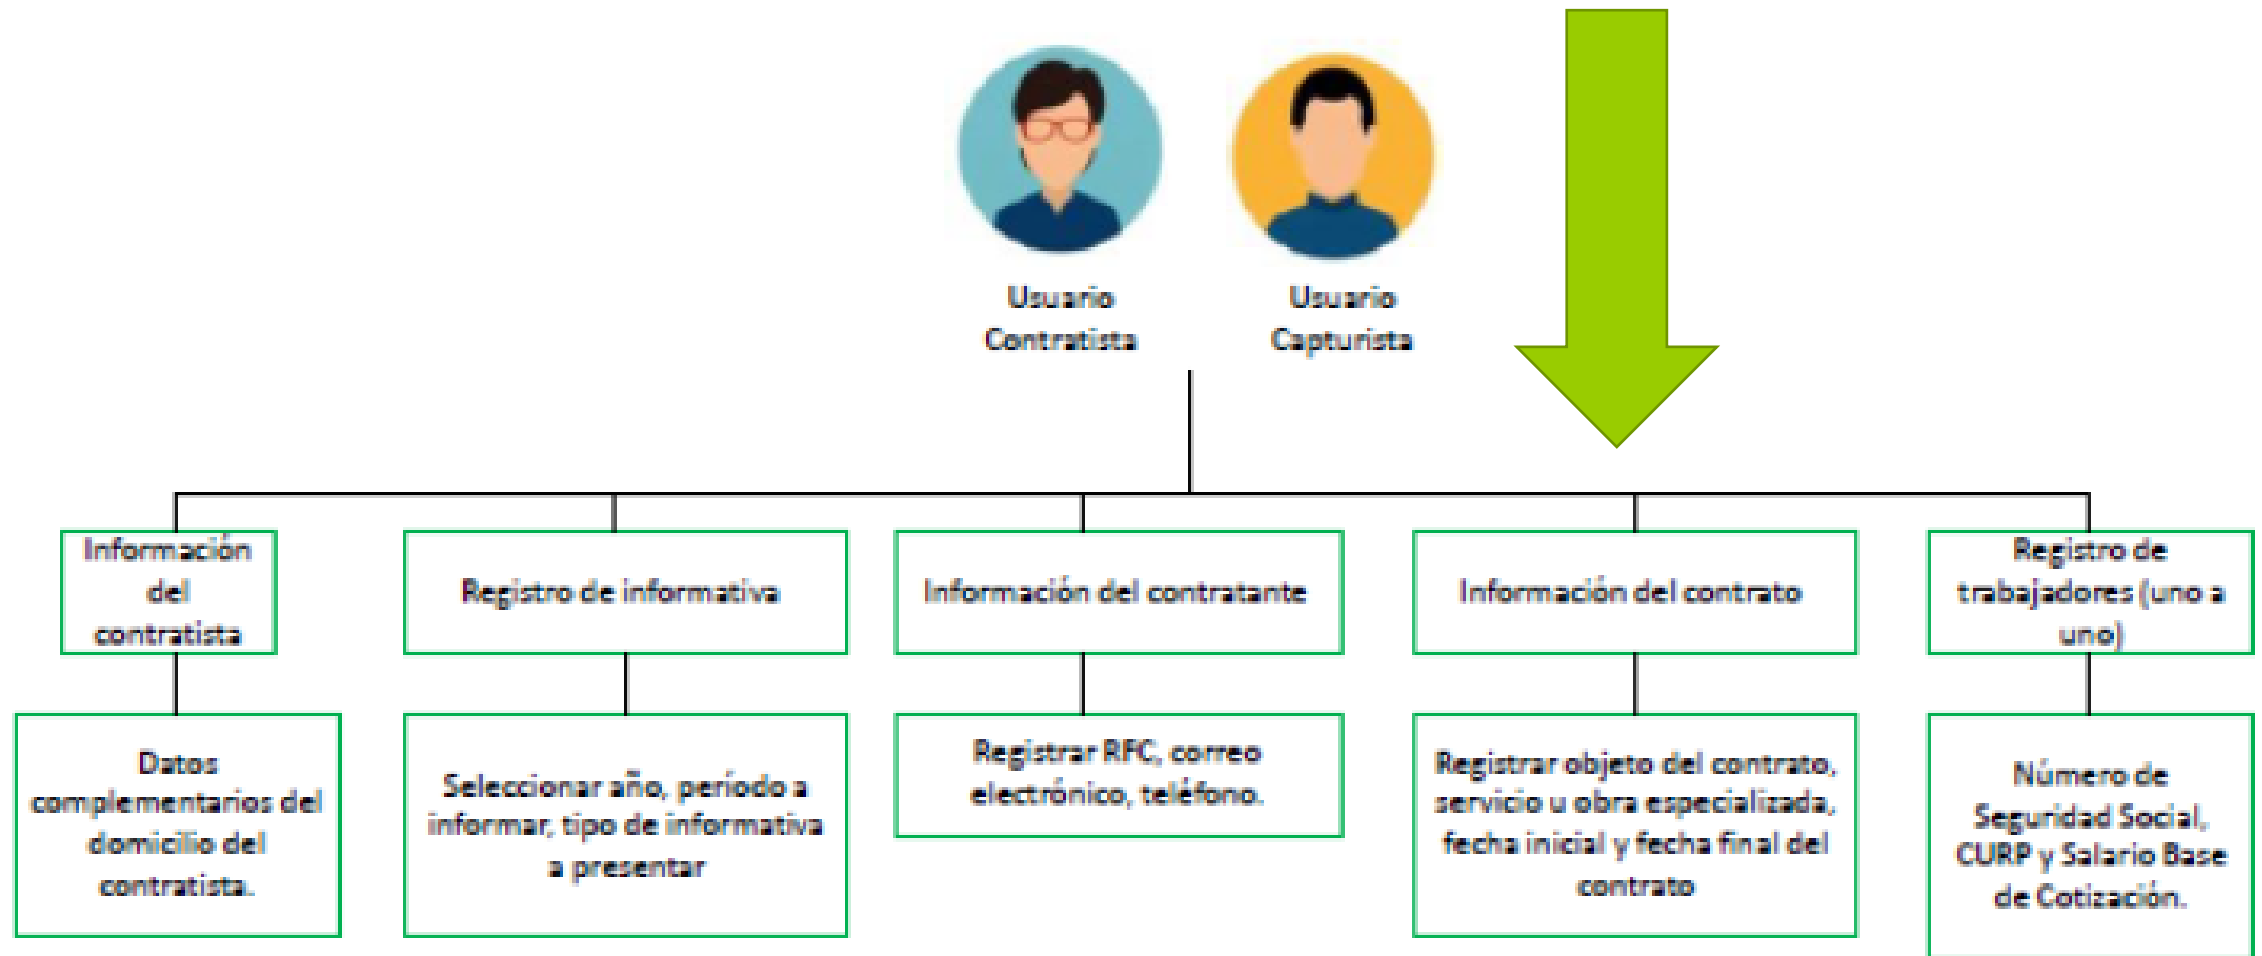 Usuario
Contratista
Usuario
Capturista
Información
del
contratista
Registro de informativa
Información del contratante
Información del contrato
Registro de
trabajadores (uno a
uno)
Datos
complementarios del
domicilio del
contratista.
Seleccionar año, período a
informar, tipo de informativa
a presentar
Registrar RFC, correo
electrónico, teléfono.
Registrar objeto del contrato,
servicio u obra especializada,
fecha inicial y fecha final del
contrato
Número de
Seguridad Social,
CURP y Salario Base
de Cotización.